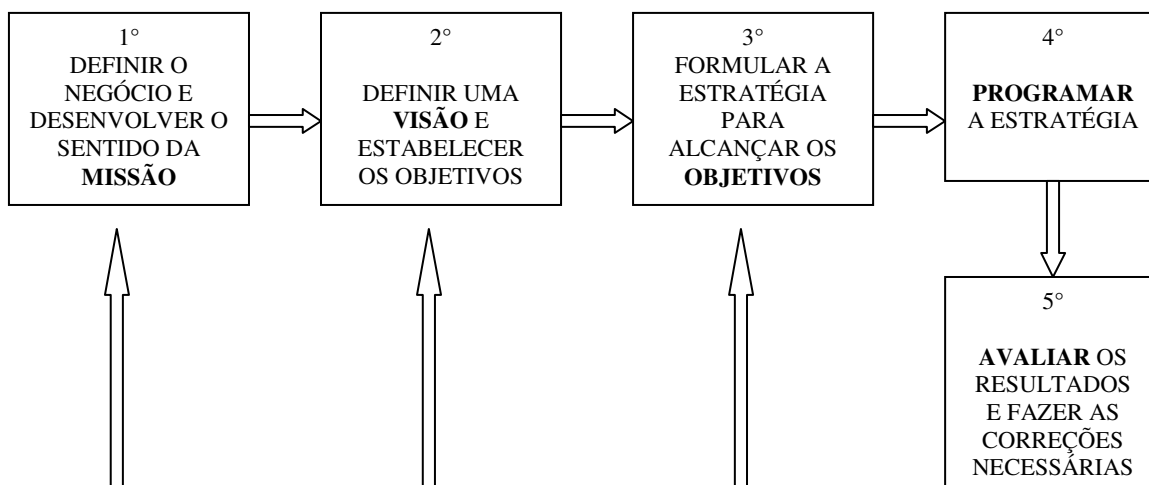 1°
DEFINIR O
NEGÓCIO E
DESENVOLVER O
SENTIDO DA
MISSÃO
2°
DEFINIR UMA
VISÃO E
ESTABELECER
OS OBJETIVOS
3°
FORMULAR A
ESTRATÉGIA
PARA
ALCANÇAR OS
OBJETIVOS
4°
PROGRAMAR
A ESTRATÉGIA
5°
AVALIAR OS
RESULTADOS
E FAZER AS
CORREÇÕES
NECESSÁRIAS